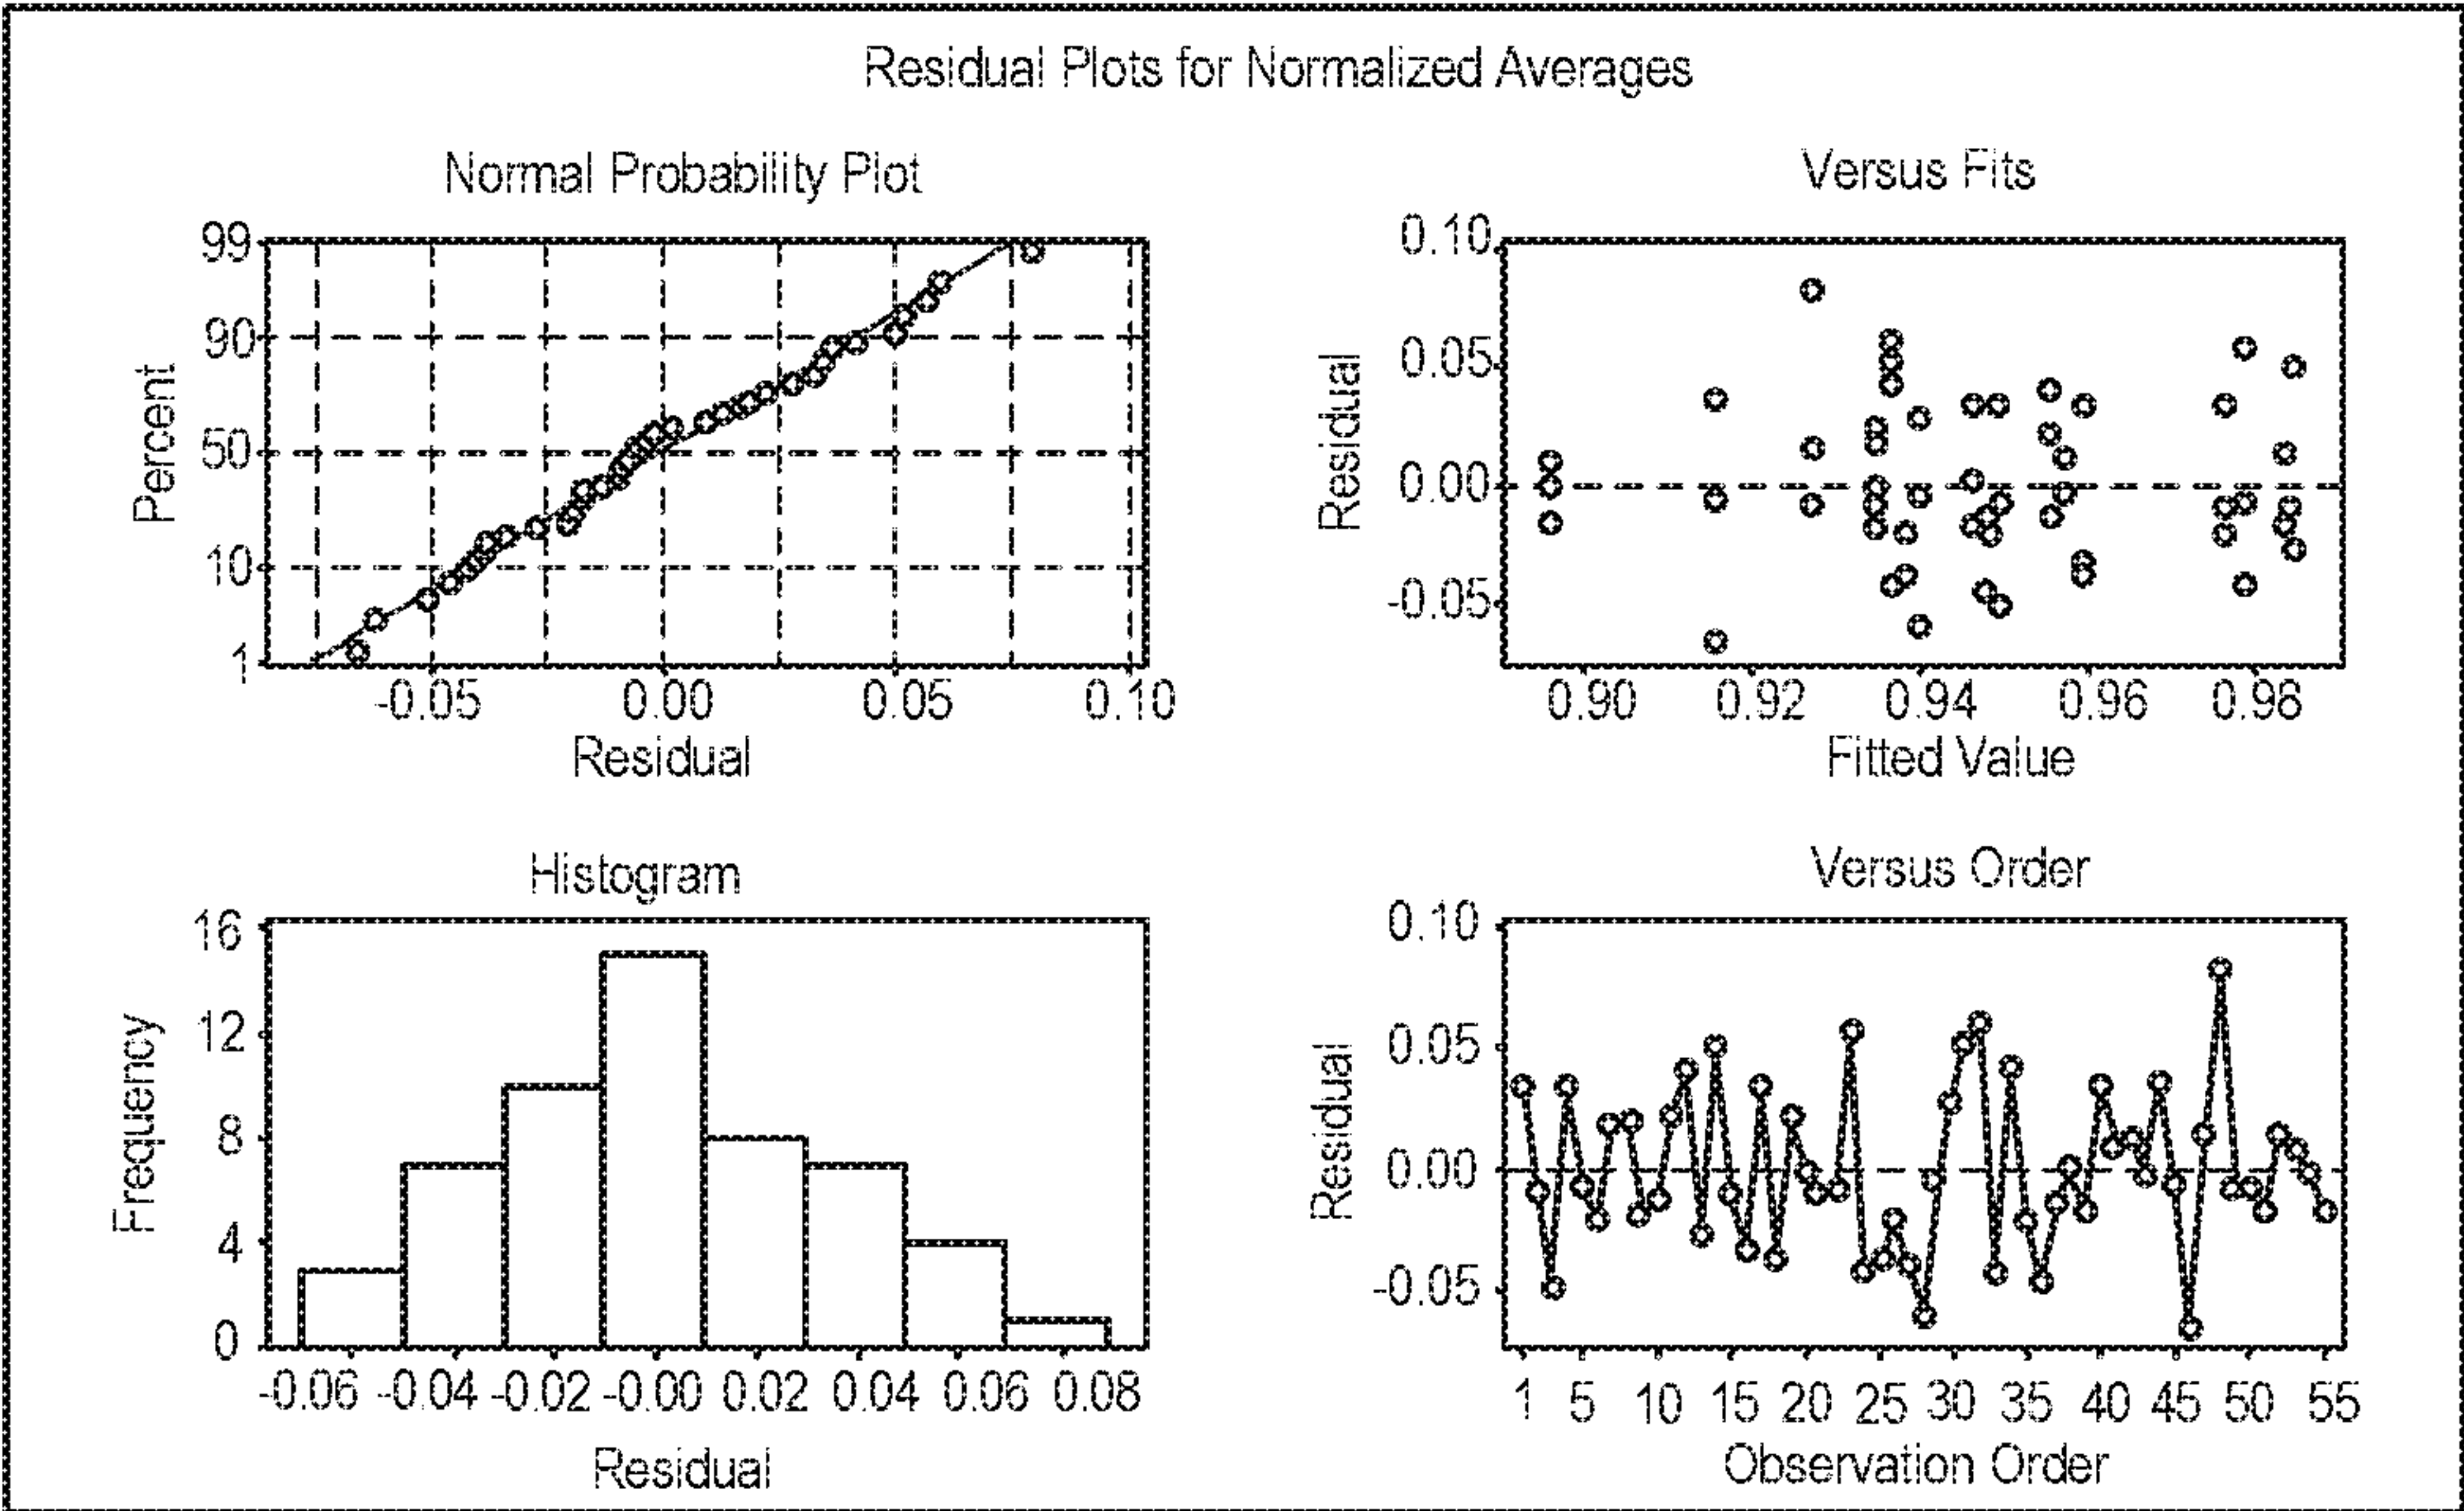 Residual Plots for Normalized Averages
Normal Probability Plot
99
90
50
10
1
Percent
-0.05 0.00 0.05 0.10
Residual
Versus Fits
0.10
0.05
0.00
-0.05
Residual
0.90 0.92 0.94 0.96 0.98
Fitted Value
Histogram
16
12
8
4
0
Frequency
-0.06 -0.04 -0.02 -0.00 0.02 0.04 0.06 0.08
Residual
Versus Order
0.10
0.05
0.00
-0.05
Residual
1 5 10 15 20 25 30 35 40 45 50 55
Observation Order